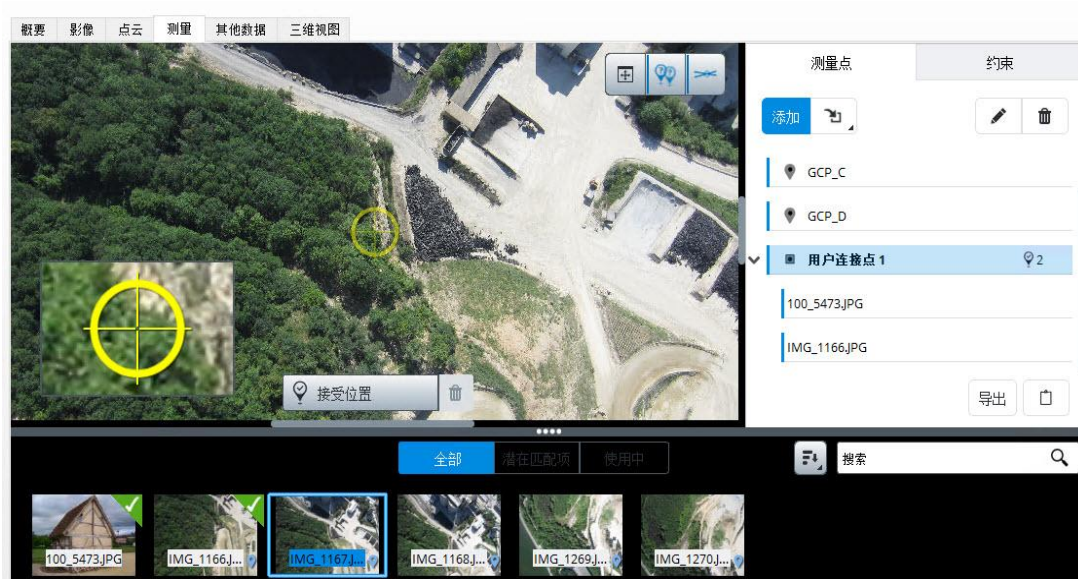 概要 影像 点云 测量 其他数据 三维视图
测量点 约束
添加
GCP_C
GCP_D
用户连接点 1 2
100_5473.JPG
IMG_1166.JPG
接受位置
导出
全部 潜在匹配项 使用中
搜索
100_5473.JPG IMG_1166.J... IMG_1167.J... IMG_1168.J... IMG_1269.J... IMG_1270.J...